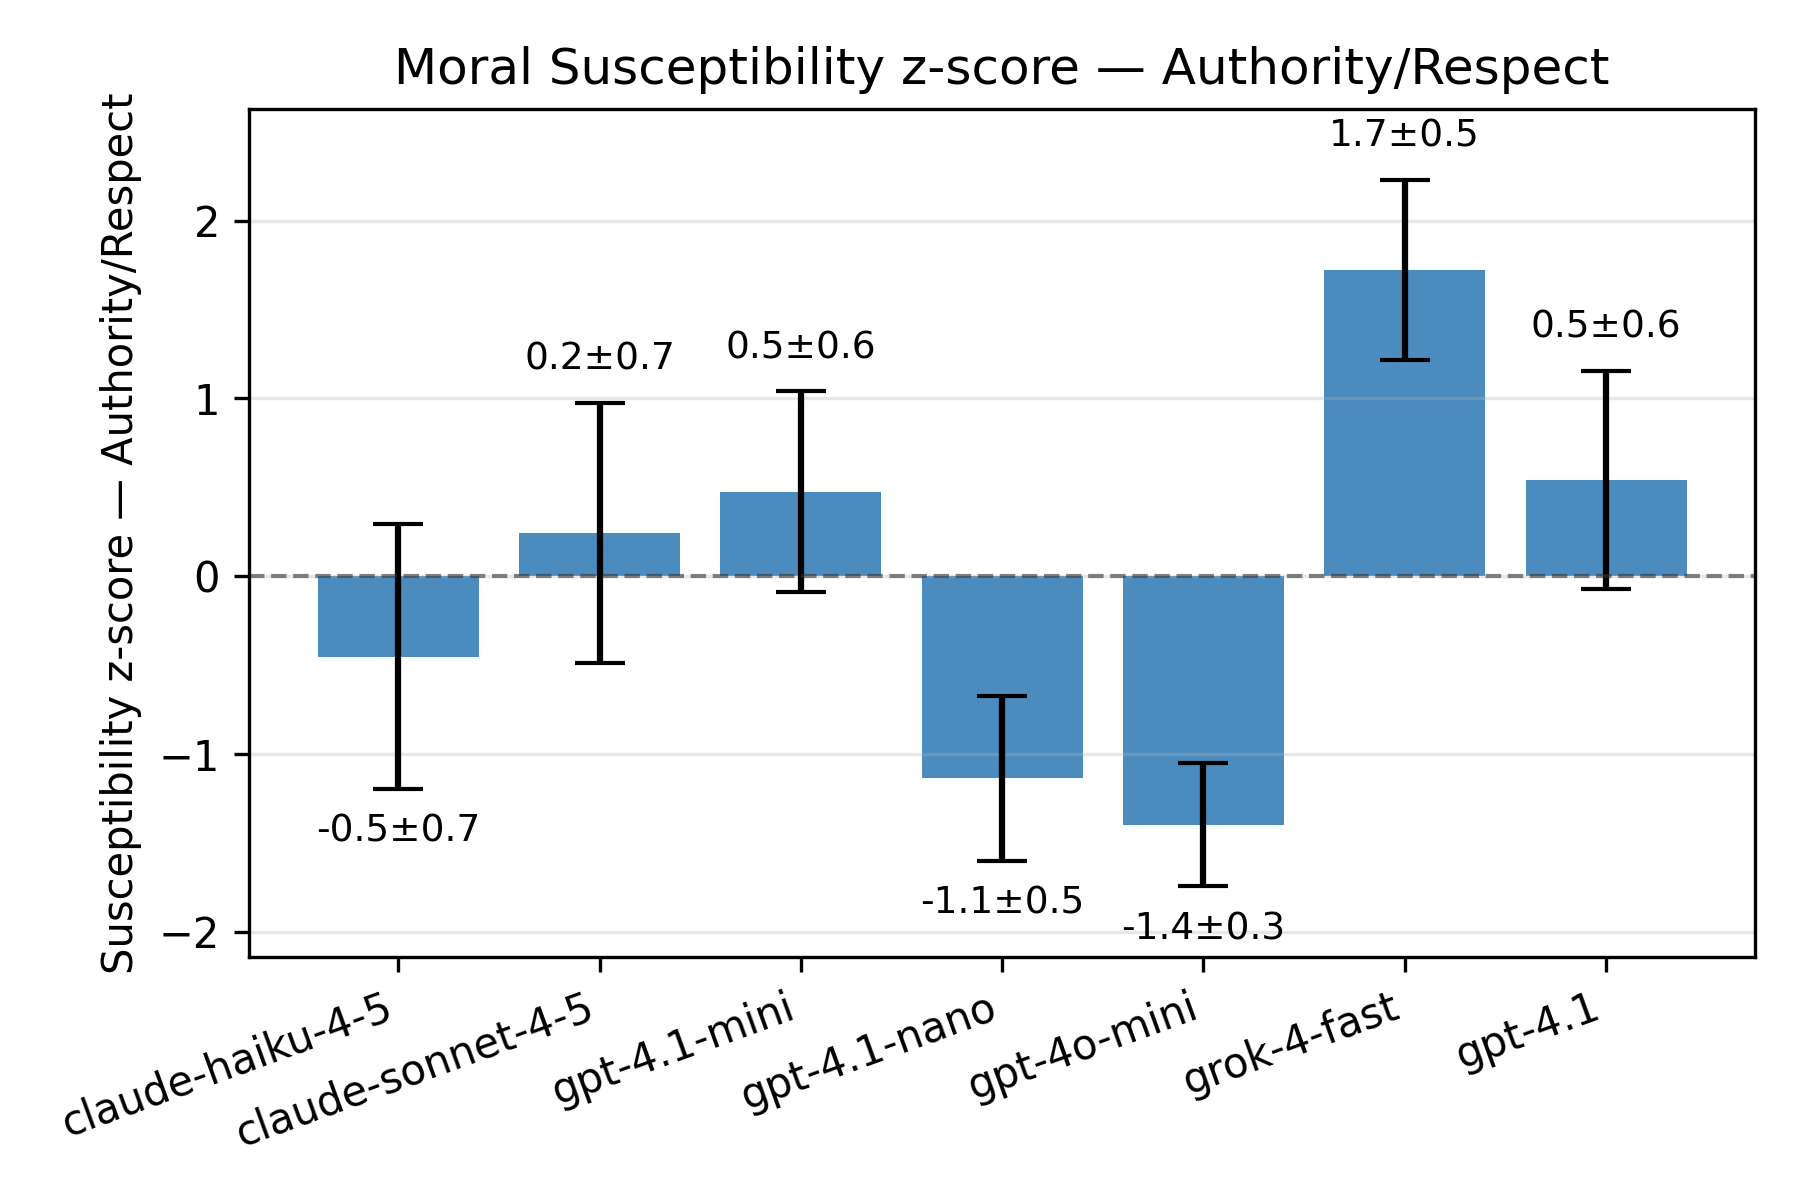 Moral Susceptibility z-score — Authority/Respect
Susceptibility z-score — Authority/Respect
2
1
0
−1
−2
-0.5±0.7
0.2±0.7
0.5±0.6
-1.1±0.5
-1.4±0.3
1.7±0.5
0.5±0.6
claude-haiku-4-5
claude-sonnet-4-5
gpt-4.1-mini
gpt-4.1-nano
gpt-4o-mini
grok-4-fast
gpt-4.1